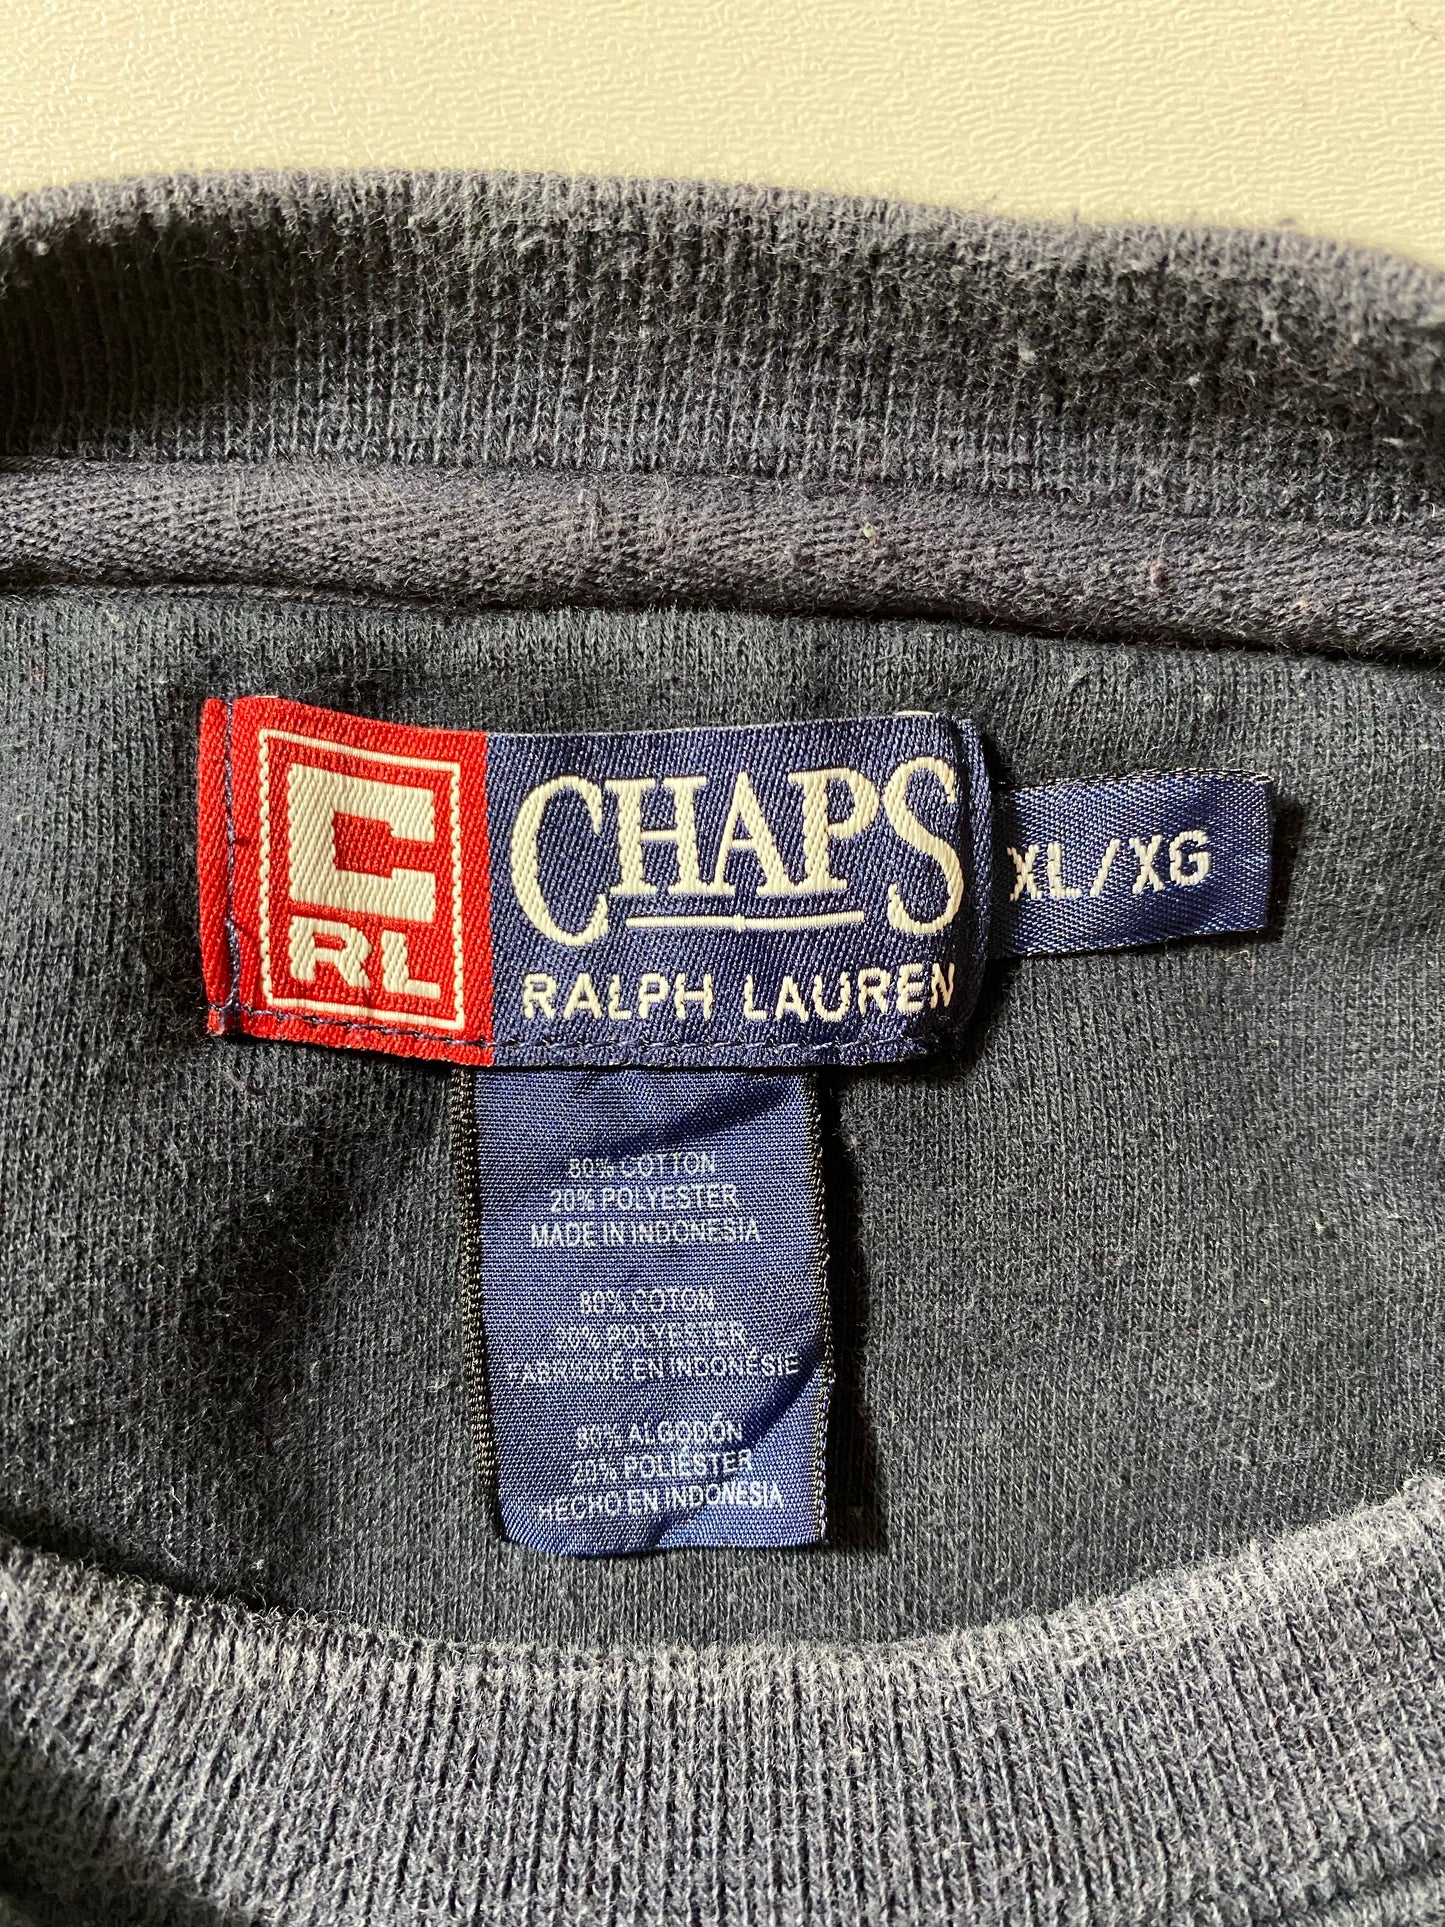 C
RL
CHAPS
RALPH LAUREN
XL/XG
80% COTTON
20% POLYESTER
MADE IN INDONESIA
80% COTON
20% POLYESTER
FABRIQUÉ EN INDONÉSIE
80% ALGODÓN
20% POLIÉSTER
HECHO EN INDONESIA